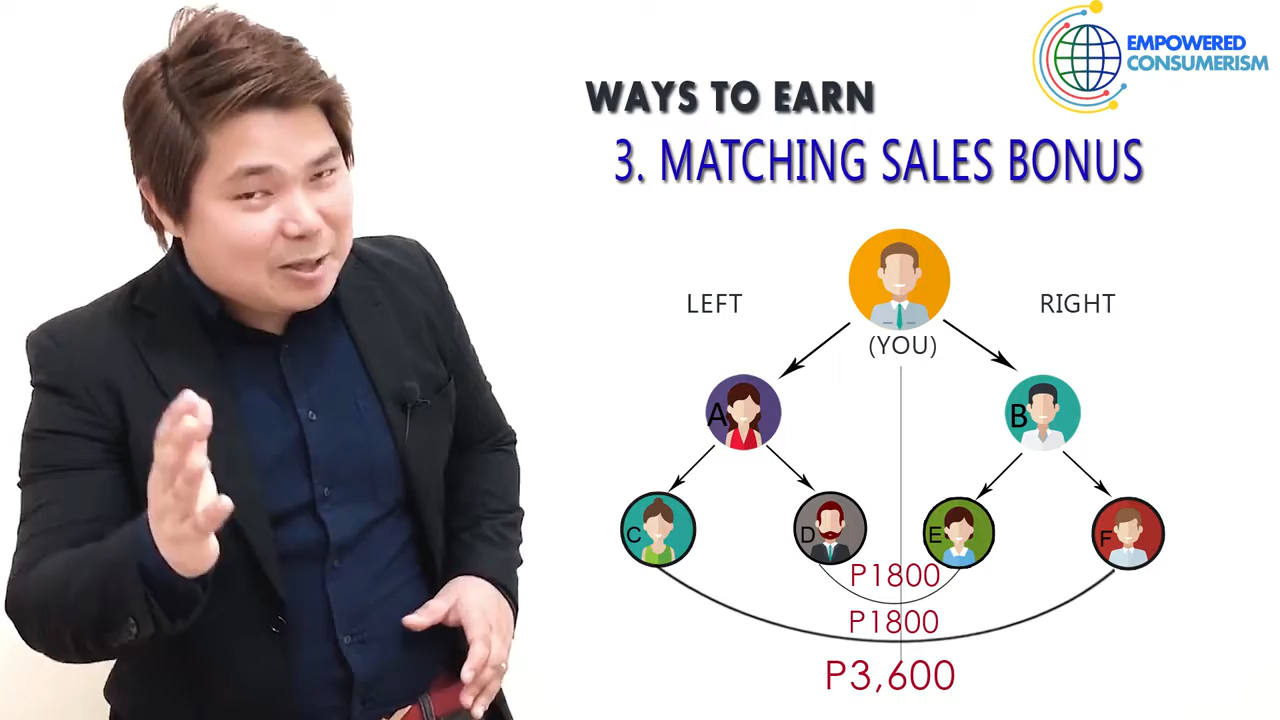 EMPOWERED
CONSUMERISM
WAYS TO EARN
3. MATCHING SALES BONUS
LEFT
RIGHT
(YOU)
A
B
C
D
E
F
P1800
P1800
P3,600